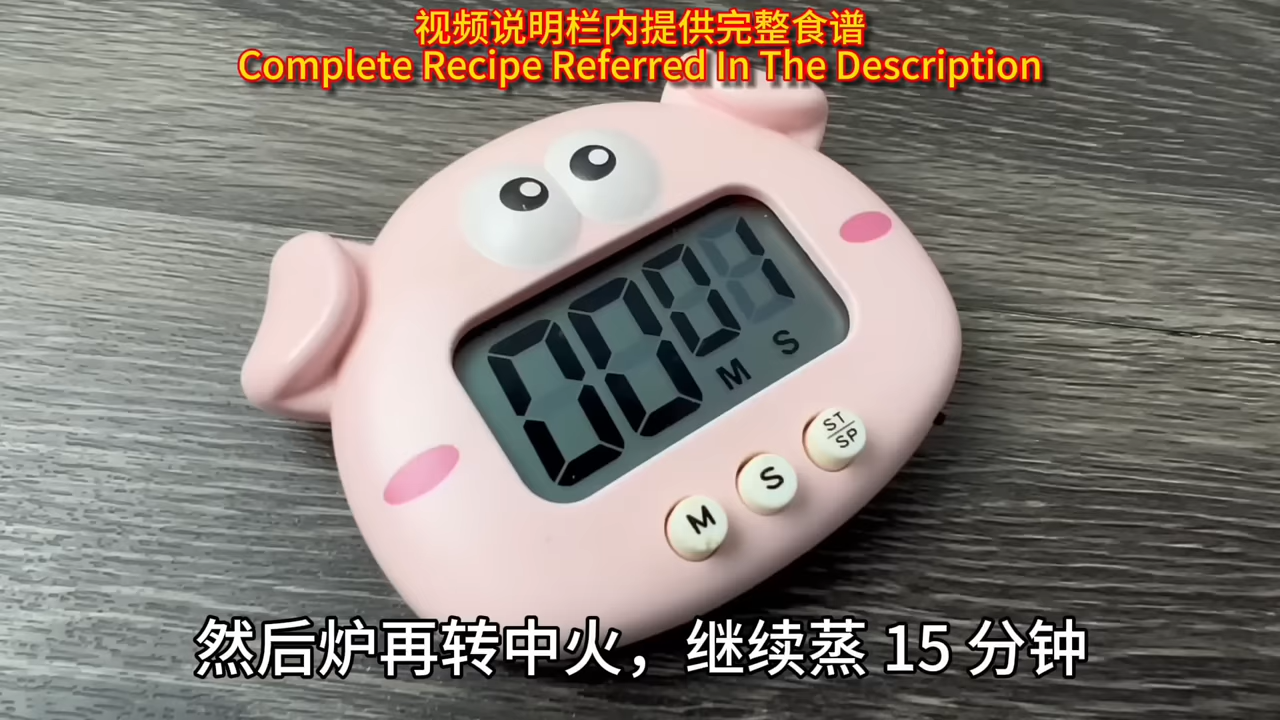 视频说明栏内提供完整食谱
Complete Recipe Referred In The Description
00 01
M S
ST/SP
S
M
然后炉再转中火，继续蒸 15 分钟